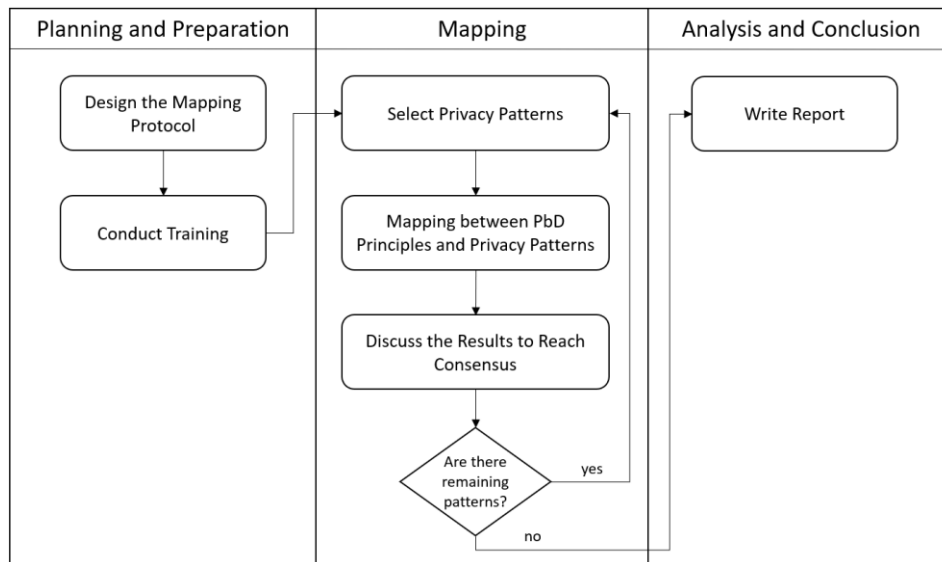 Planning and Preparation
Mapping
Analysis and Conclusion
Design the Mapping
Protocol
Conduct Training
Select Privacy Patterns
Mapping between PbD
Principles and Privacy Patterns
Discuss the Results to Reach
Consensus
Are there
remaining
patterns?
yes
no
Write Report